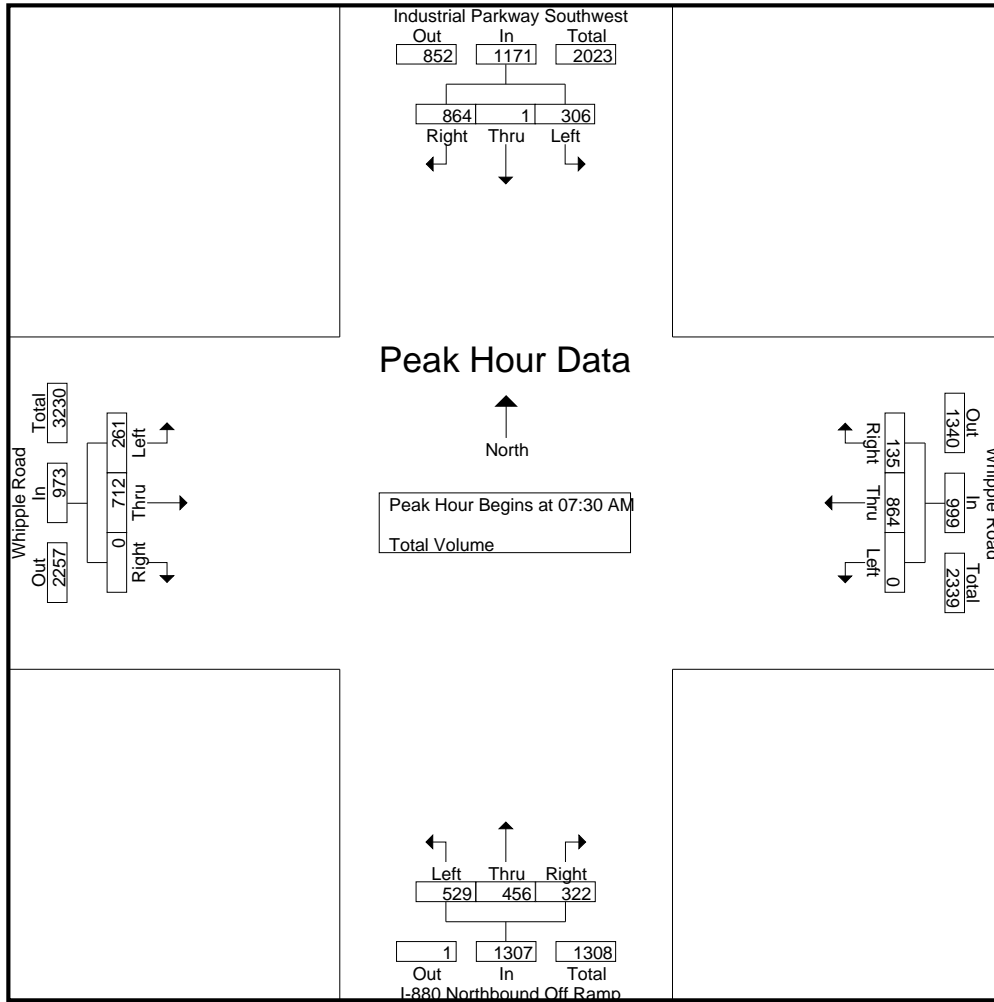 Industrial Parkway Southwest
Out In Total
852 1171 2023
864 1 306
Right Thru Left
Peak Hour Data
North
Peak Hour Begins at 07:30 AM
Total Volume
Whipple Road
Total In Out
3230 973 2257
261 712 0
Left Thru Right
Whipple Road
Out In Total
1340 999 2339
135 864 0
Right Thru Left
Left Thru Right
529 456 322
1 1307 1308
Out In Total
I-880 Northbound Off Ramp